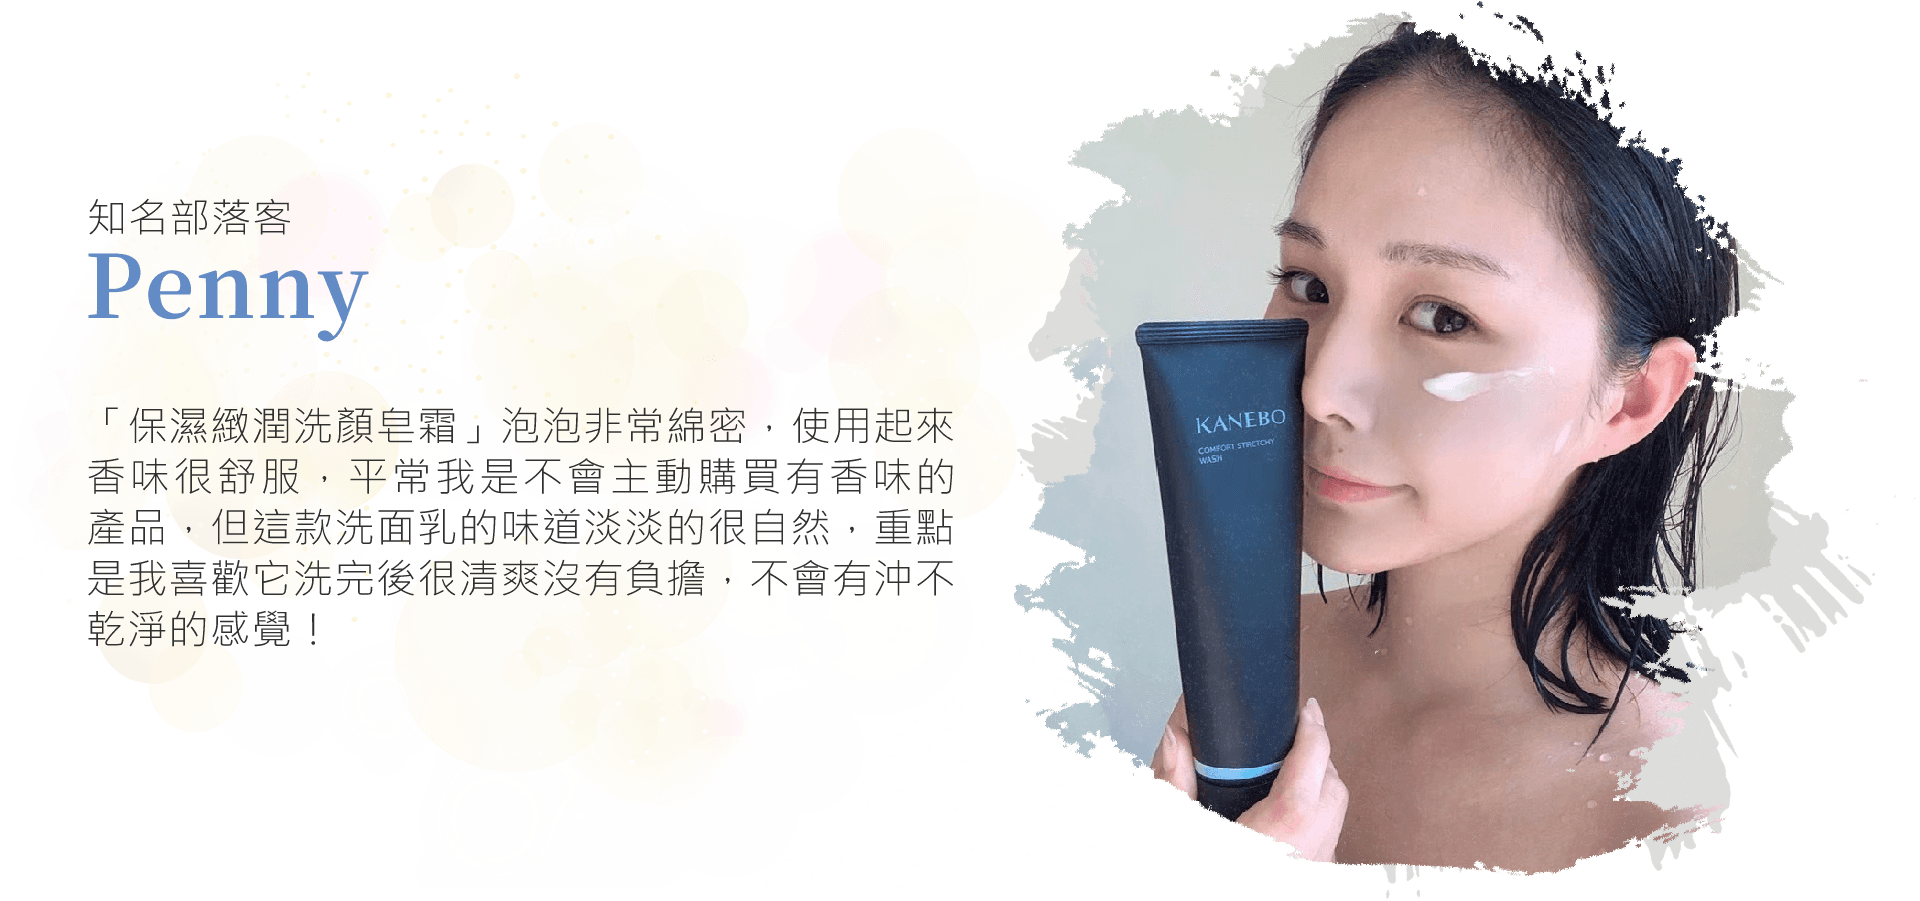 知名部落客
Penny
「保濕緻潤洗顏皂霜」泡泡非常綿密，使用起來
香味很舒服，平常我是不會主動購買有香味的
產品，但這款洗面乳的味道淡淡的很自然，重點
是我喜歡它洗完後很清爽沒有負擔，不會有沖不
乾淨的感覺！
KANEBO
COMFORT STRETCHY
WASH